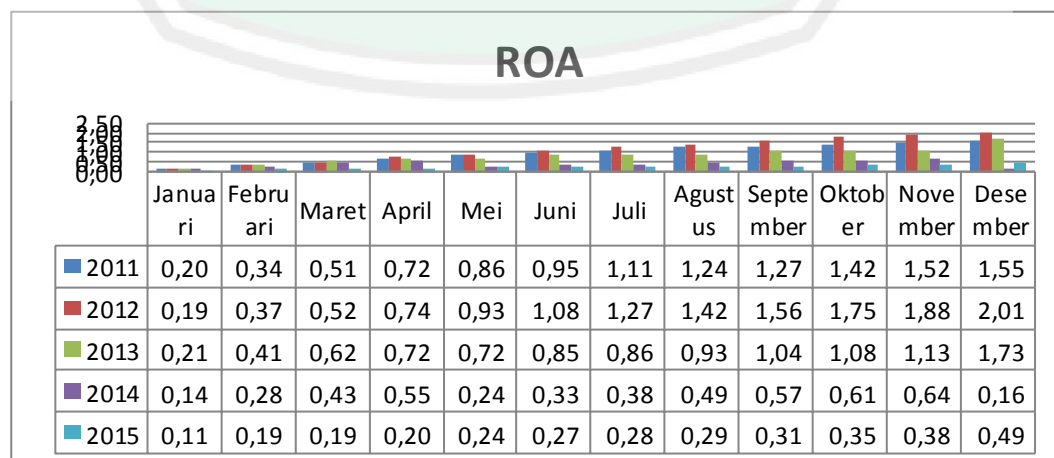 ROA
2,50
2,00
1,50
1,00
0,50
0,00
Januari Februari Maret April Mei Juni Juli Agustus September Oktober November Desember
2011 0,20 0,34 0,51 0,72 0,86 0,95 1,11 1,24 1,27 1,42 1,52 1,55
2012 0,19 0,37 0,52 0,74 0,93 1,08 1,27 1,42 1,56 1,75 1,88 2,01
2013 0,21 0,41 0,62 0,72 0,72 0,85 0,86 0,93 1,04 1,08 1,13 1,73
2014 0,14 0,28 0,43 0,55 0,24 0,33 0,38 0,49 0,57 0,61 0,64 0,16
2015 0,11 0,19 0,19 0,20 0,24 0,27 0,28 0,29 0,31 0,35 0,38 0,49